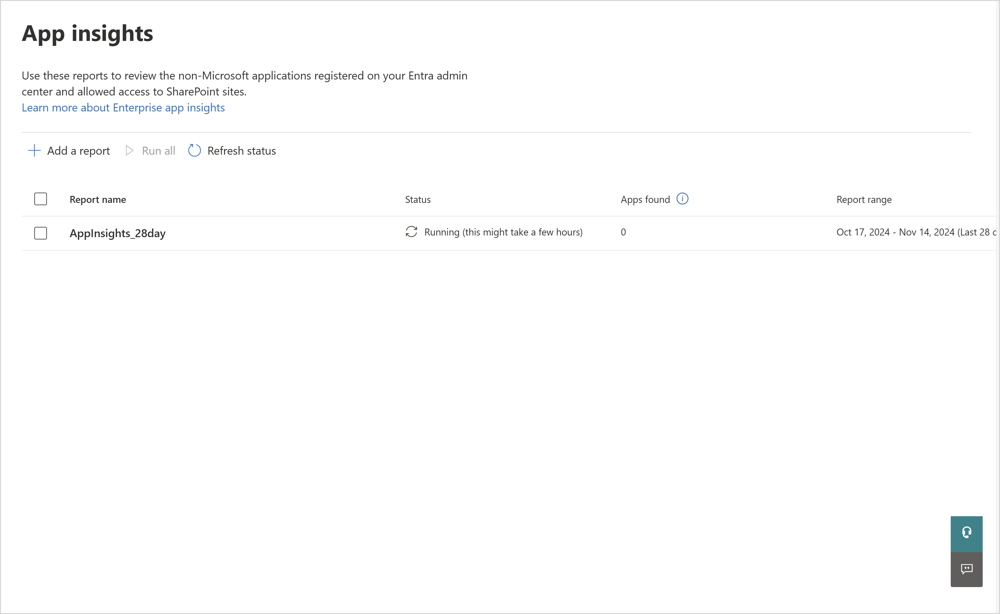 App insights
Use these reports to review the non-Microsoft applications registered on your Entra admin
center and allowed access to SharePoint sites.
Learn more about Enterprise app insights
Add a report Run all Refresh status
Report name Status Apps found Report range
AppInsights_28day Running (this might take a few hours) 0 Oct 17, 2024 - Nov 14, 2024 (Last 28